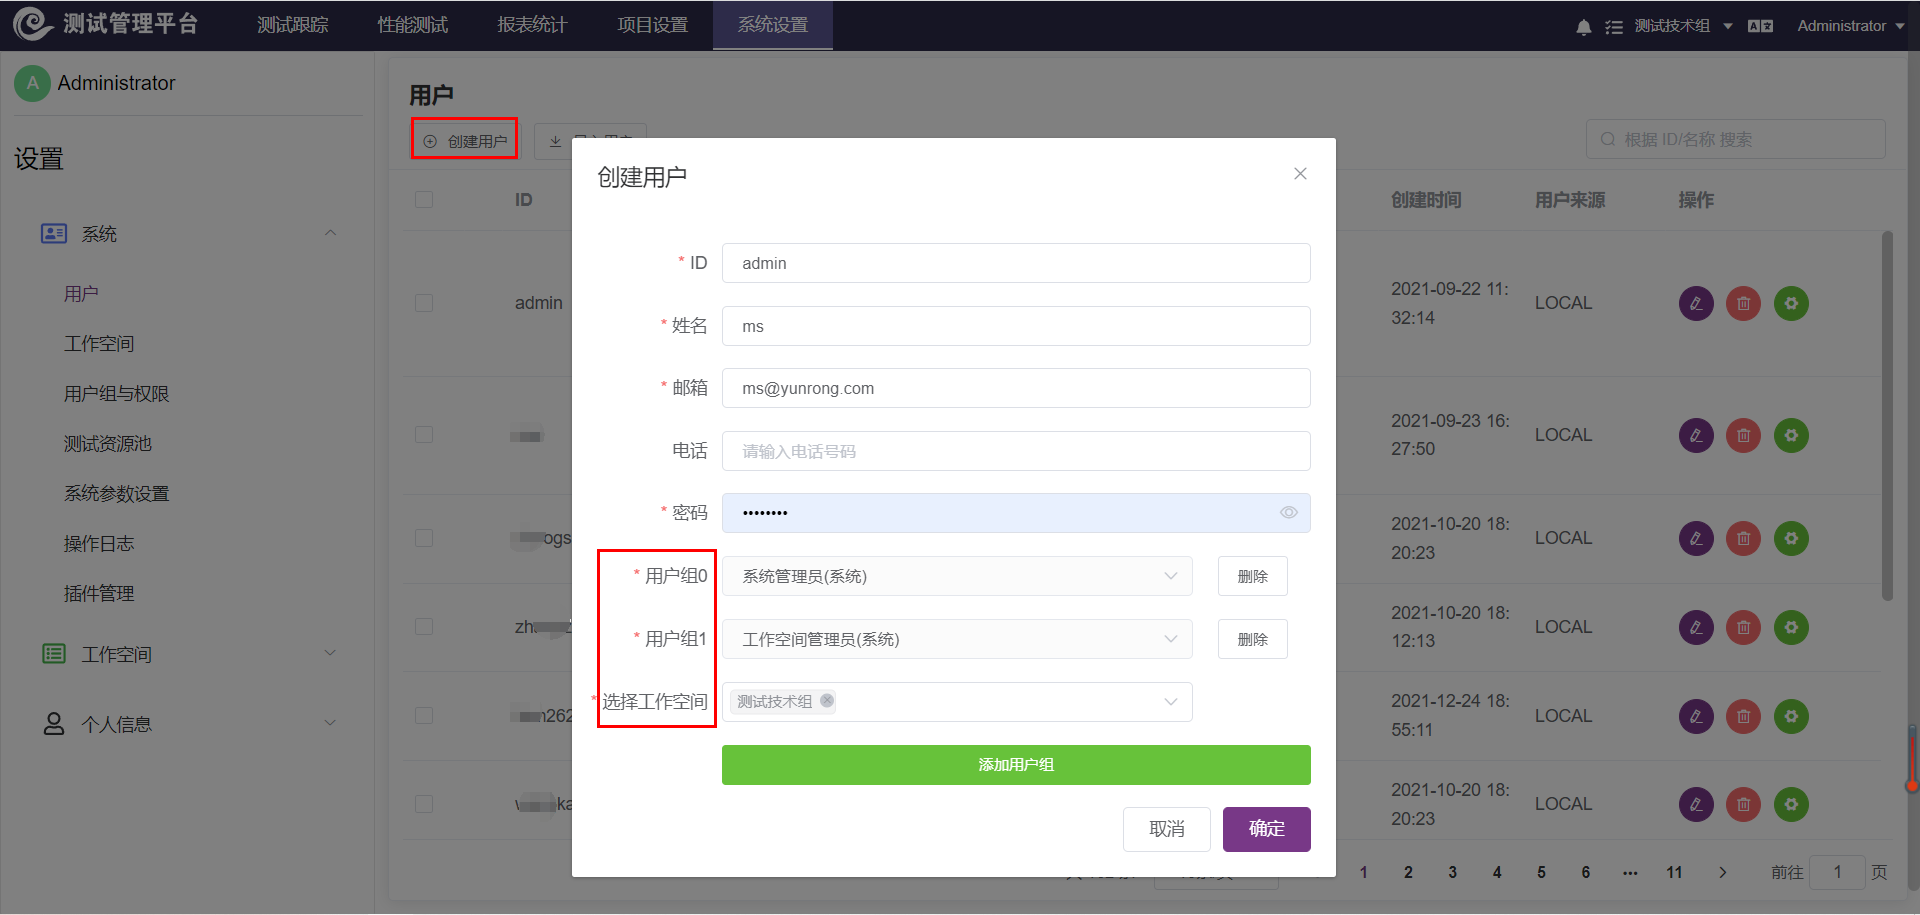 测试管理平台
测试跟踪
性能测试
报表统计
项目设置
系统设置
测试技术组
Administrator
A
Administrator
设置
系统
用户
工作空间
用户组与权限
测试资源池
系统参数设置
操作日志
插件管理
工作空间
个人信息
用户
创建用户
根据 ID/名称 搜索
ID
创建时间
用户来源
操作
admin
2021-09-22 11:
32:14
LOCAL
2021-09-23 16:
27:50
LOCAL
ogs
2021-10-20 18:
20:23
LOCAL
2021-10-20 18:
12:13
LOCAL
262
2021-12-24 18:
55:11
LOCAL
2021-10-20 18:
20:23
LOCAL
创建用户
* ID
admin
* 姓名
ms
* 邮箱
ms@yunrong.com
电话
请输入电话号码
* 密码
••••••••
* 用户组0
系统管理员(系统)
删除
* 用户组1
工作空间管理员(系统)
删除
* 选择工作空间
测试技术组
添加用户组
取消
确定
1 2 3 4 5 6 ••• 11
前往 1 页